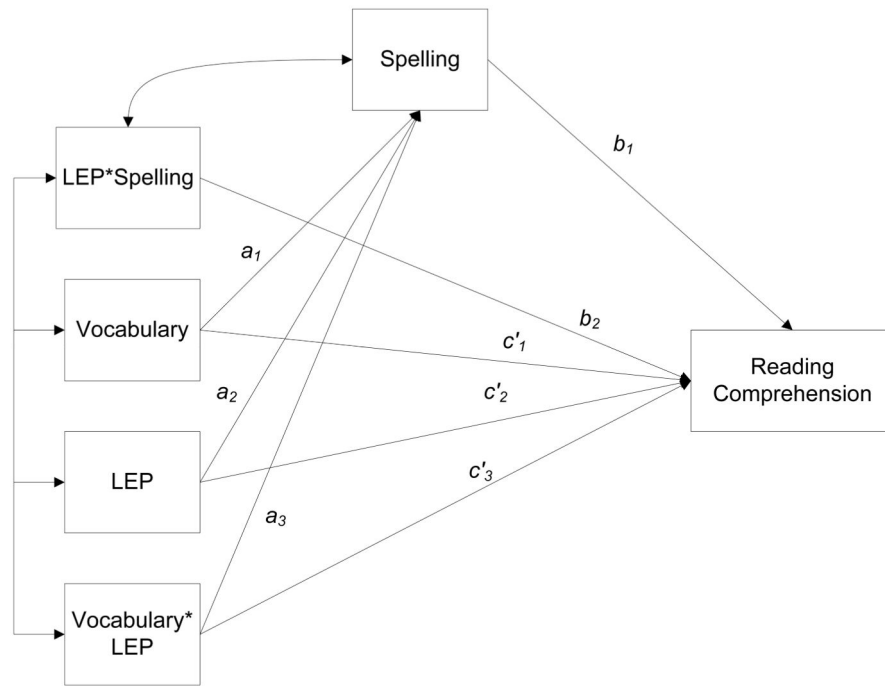 Spelling
b₁
LEP*Spelling
a₁
Vocabulary
b₂
c'₁
Reading
Comprehension
a₂
c'₂
LEP
c'₃
a₃
Vocabulary*
LEP